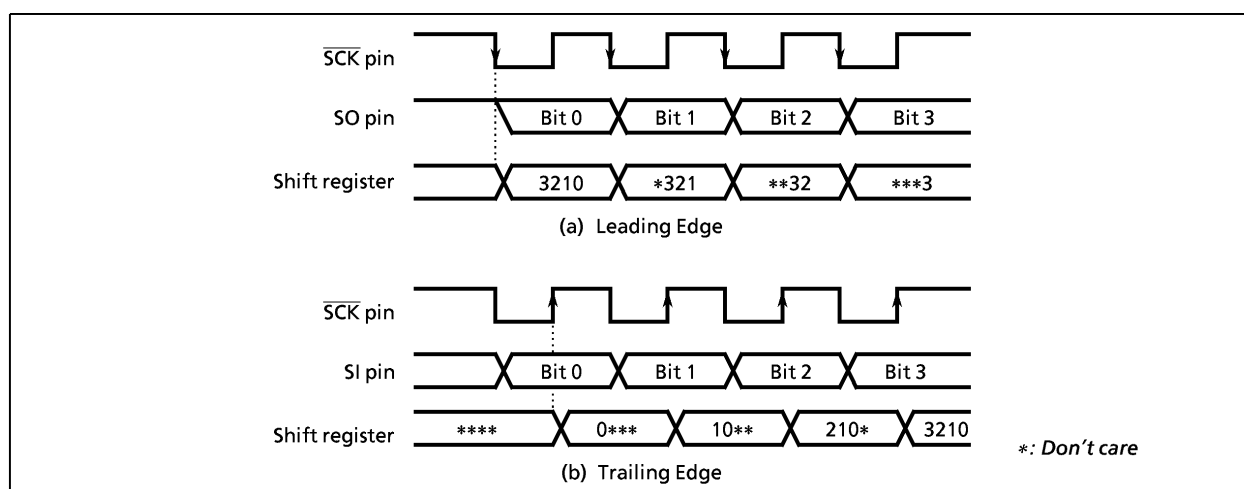 SCK pin
SO pin Bit 0 Bit 1 Bit 2 Bit 3
Shift register 3210 *321 **32 ***3
(a) Leading Edge
SCK pin
SI pin Bit 0 Bit 1 Bit 2 Bit 3
Shift register **** 0*** 10** 210* 3210
*: Don't care
(b) Trailing Edge